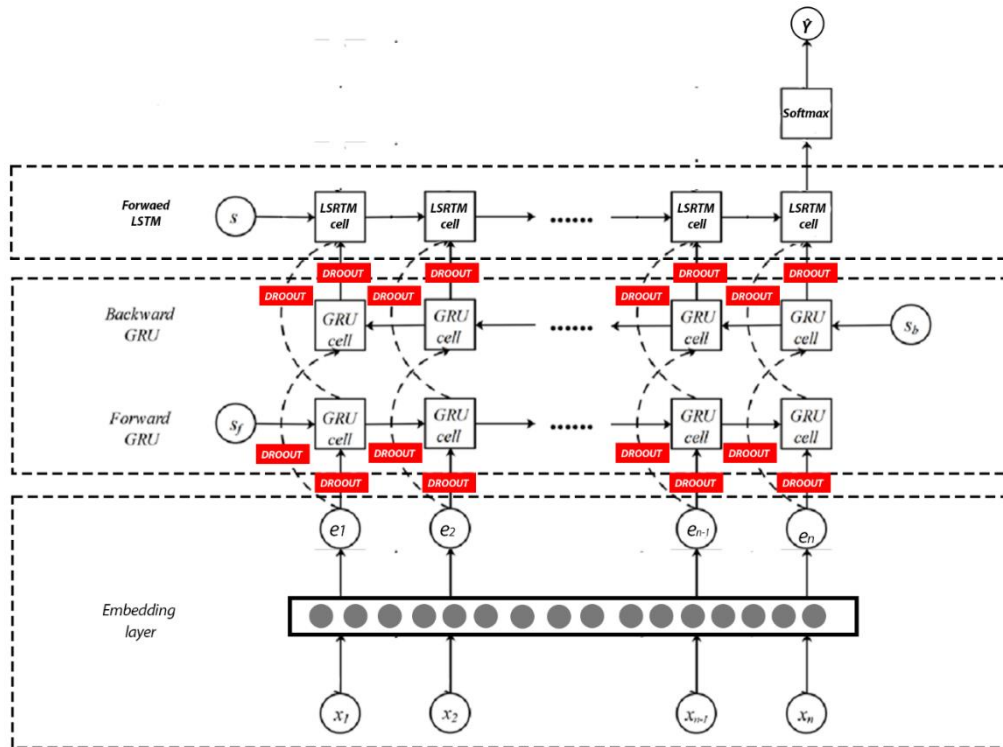 Ŷ
Softmax
Forwaed
LSTM
s
LSRTM
cell
LSRTM
cell
......
LSRTM
cell
LSRTM
cell
DROOUT
DROOUT
DROOUT
DROOUT
DROOUT
DROOUT
DROOUT
DROOUT
Backward
GRU
GRU
cell
GRU
cell
......
GRU
cell
GRU
cell
s_b
Forward
GRU
s_f
GRU
cell
GRU
cell
......
GRU
cell
GRU
cell
DROOUT
DROOUT
DROOUT
DROOUT
DROOUT
DROOUT
DROOUT
DROOUT
e1
e2
en-1
en
Embedding
layer
x1
x2
xn-1
xn